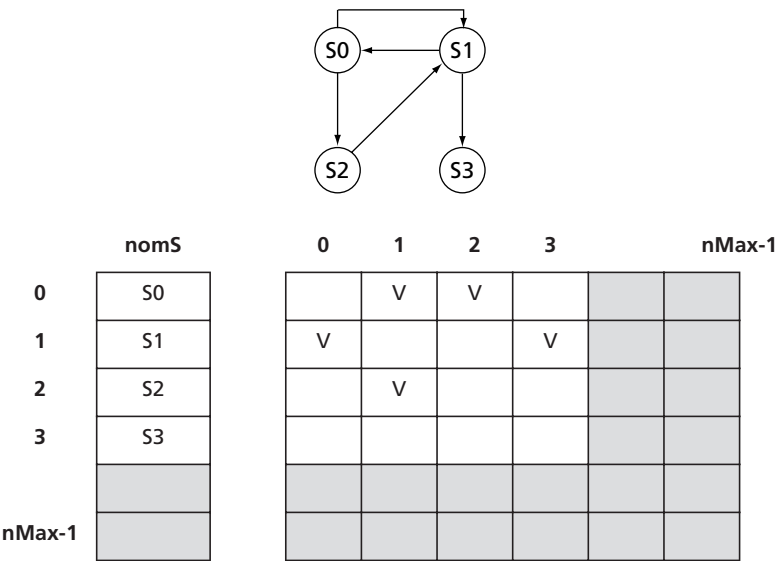 S0 S1
S2 S3
nomS 0 1 2 3 nMax-1
0 S0 V V
1 S1 V V
2 S2 V
3 S3
nMax-1